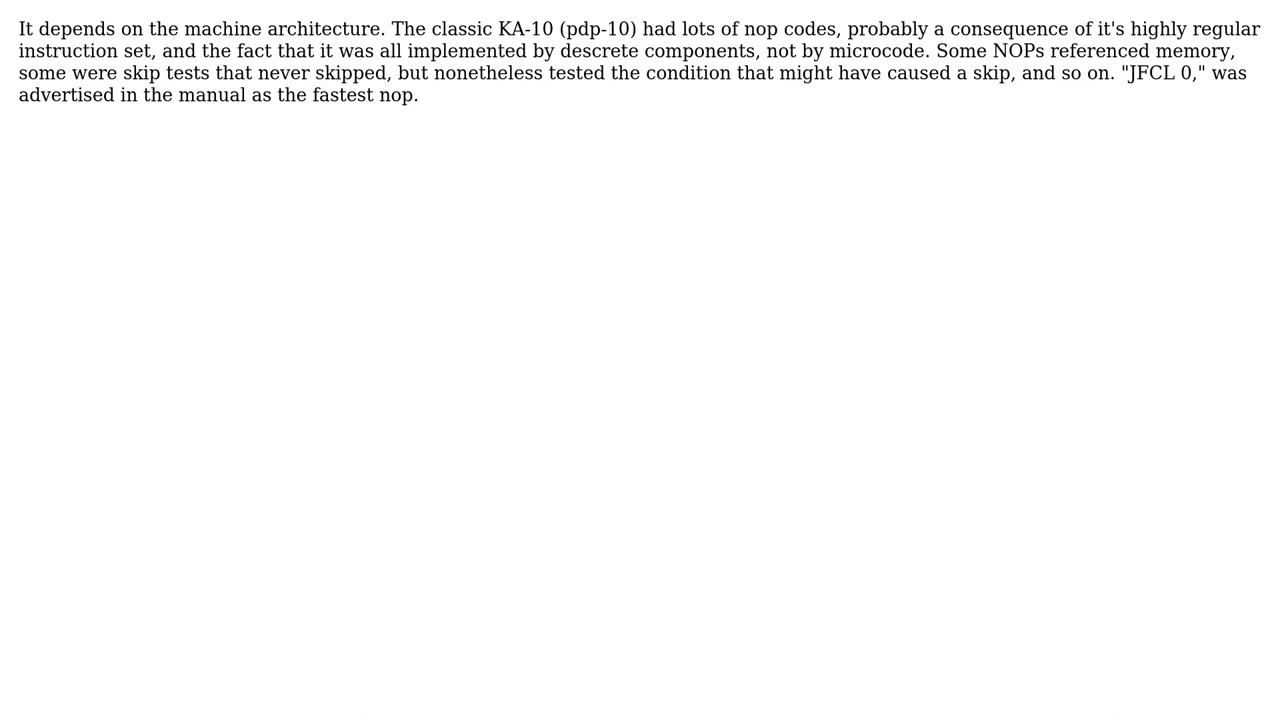 It depends on the machine architecture. The classic KA-10 (pdp-10) had lots of nop codes, probably a consequence of it's highly regular
instruction set, and the fact that it was all implemented by descrete components, not by microcode. Some NOPs referenced memory,
some were skip tests that never skipped, but nonetheless tested the condition that might have caused a skip, and so on. "JFCL 0," was
advertised in the manual as the fastest nop.